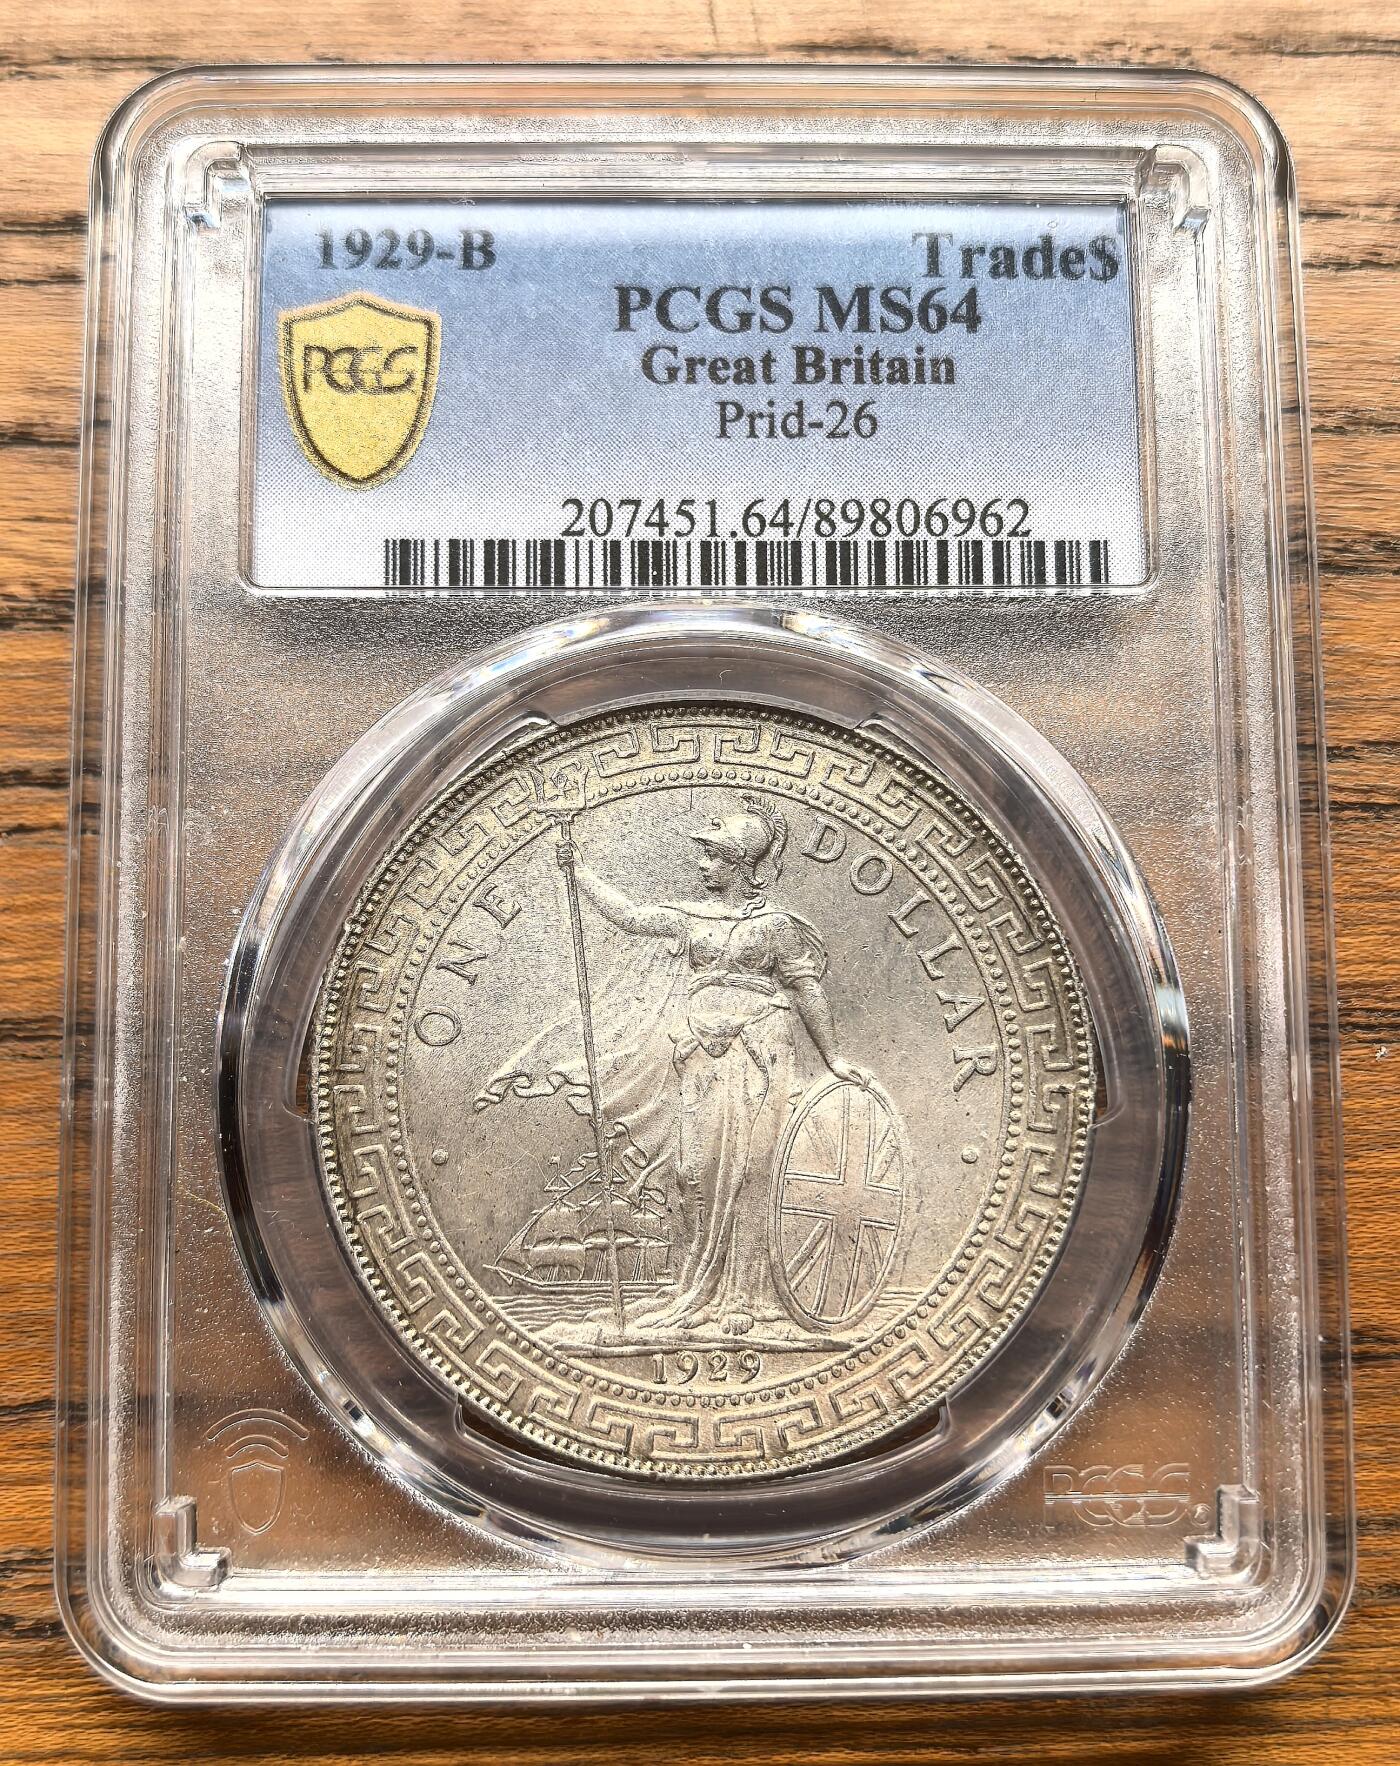 1929-B Trade$
PCGS MS64
PCGS
Great Britain
Prid-26
207451.64/89806962
ONE DOLLAR
1929
PCGS